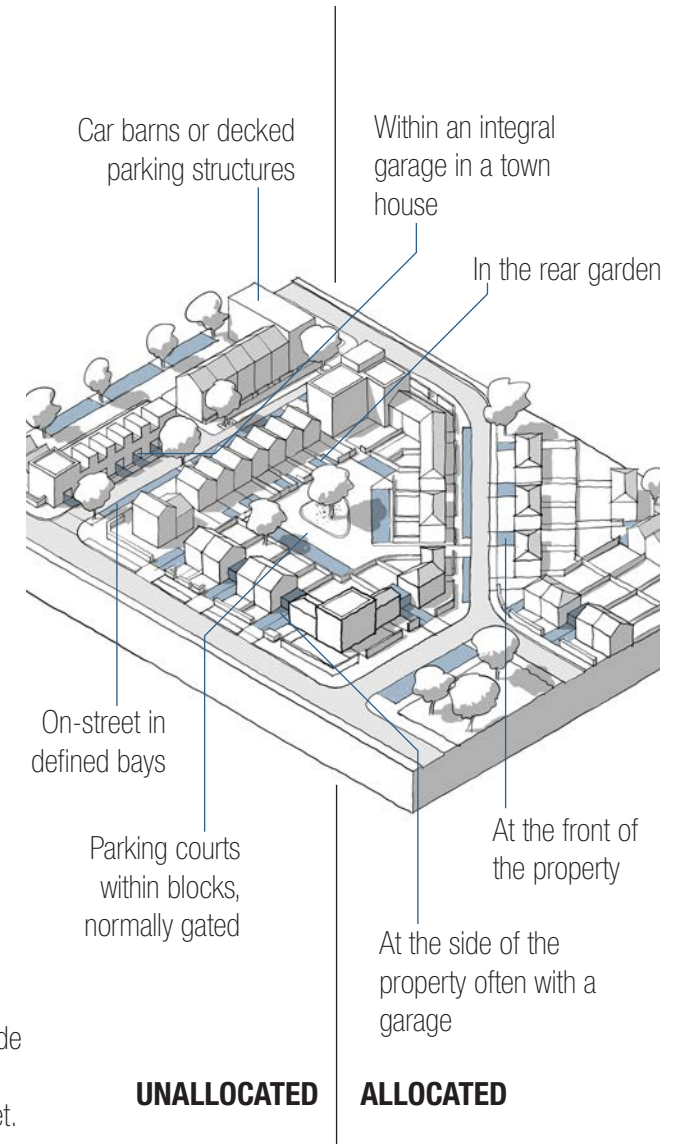 Car barns or decked
parking structures
Within an integral
garage in a town
house
In the rear garden
On-street in
defined bays
Parking courts
within blocks,
normally gated
At the front of
the property
At the side of the
property often with a
garage
UNALLOCATED
ALLOCATED